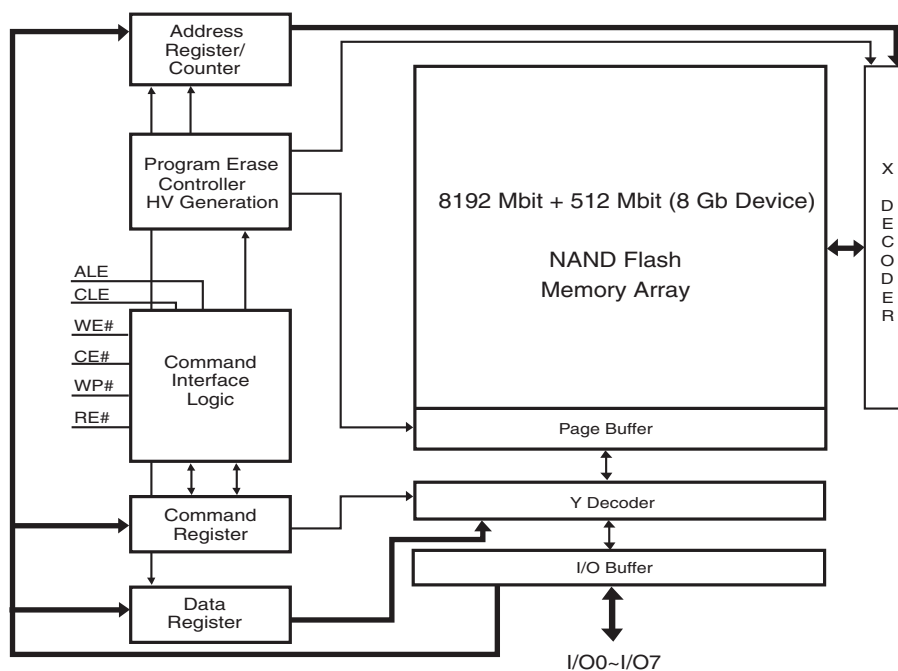 Address
Register/
Counter
Program Erase
Controller
HV Generation
ALE
CLE
WE#
CE#
WP#
RE#
Command
Interface
Logic
Command
Register
Data
Register
8192 Mbit + 512 Mbit (8 Gb Device)
NAND Flash
Memory Array
Page Buffer
Y Decoder
I/O Buffer
I/O0~I/O7
X
D
E
C
O
D
E
R